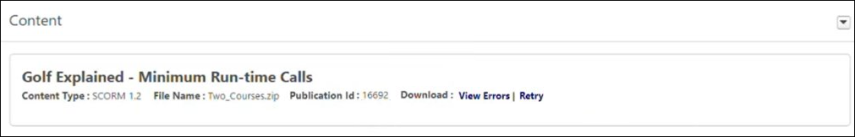 Content
Golf Explained - Minimum Run-time Calls
Content Type : SCORM 1.2 File Name : Two_Courses.zip Publication Id : 16692 Download : View Errors | Retry